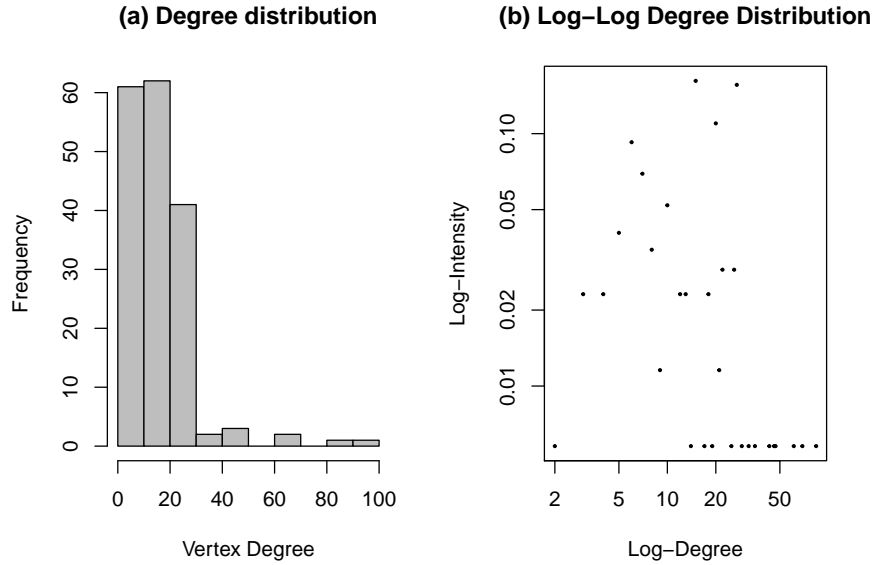 (a) Degree distribution
Frequency
0 10 20 30 40 50 60
0 20 40 60 80 100
Vertex Degree
(b) Log−Log Degree Distribution
Log−Intensity
0.01 0.02 0.05 0.10
2 5 10 20 50
Log−Degree